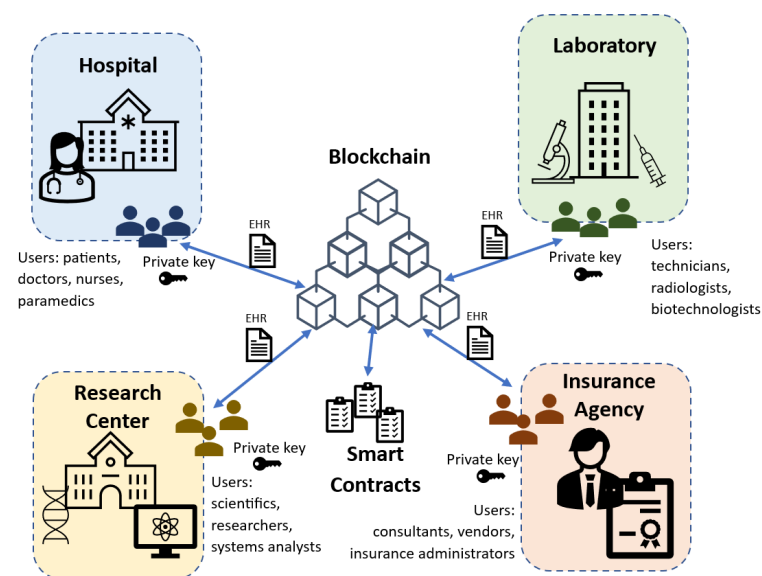 Hospital
Laboratory
Blockchain
EHR
EHR
Users: patients,
doctors, nurses,
paramedics
Private key
Private key
Users:
technicians,
radiologists,
biotechnologists
EHR
EHR
Research
Center
Insurance
Agency
Private key
Smart
Contracts
Private key
Users:
scientifics,
researchers,
systems analysts
Users:
consultants, vendors,
insurance administrators